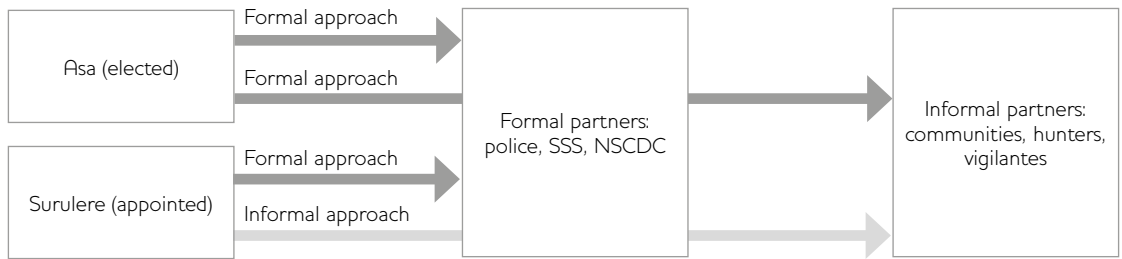 Formal approach
Asa (elected)
Formal approach
Formal approach
Surulere (appointed)
Informal approach
Formal partners:
police, SSS, NSCDC
Informal partners:
communities, hunters,
vigilantes